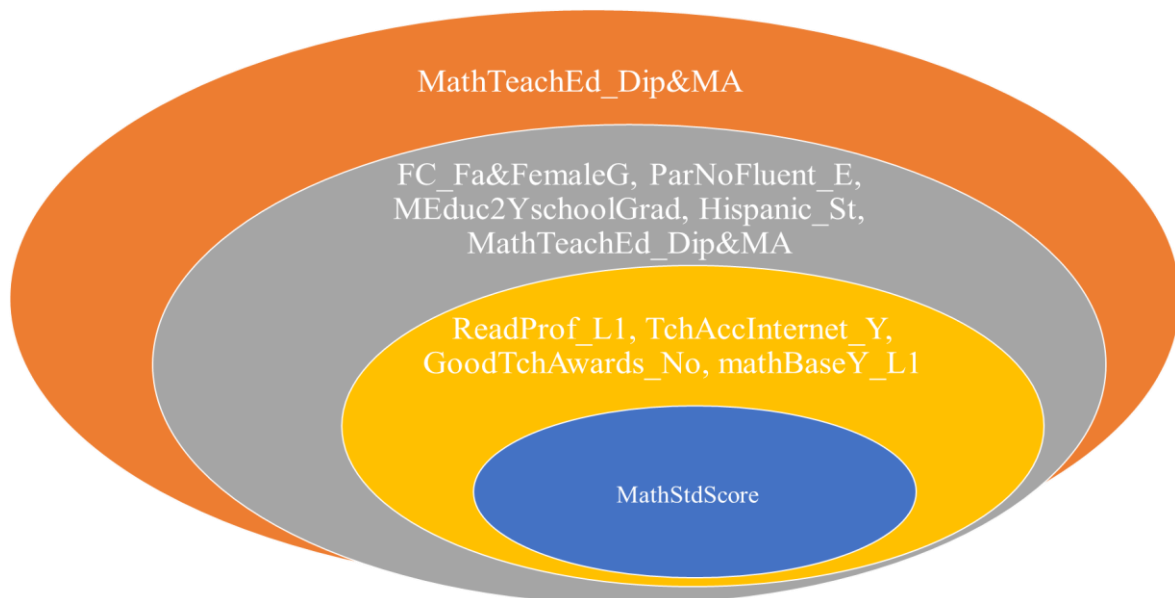 MathTeachEd_Dip&MA
FC_Fa&FemaleG, ParNoFluent_E,
MEduc2YschoolGrad, Hispanic_St,
MathTeachEd_Dip&MA
ReadProf_L1, TchAccInternet_Y,
GoodTchAwards_No, mathBaseY_L1
MathStdScore